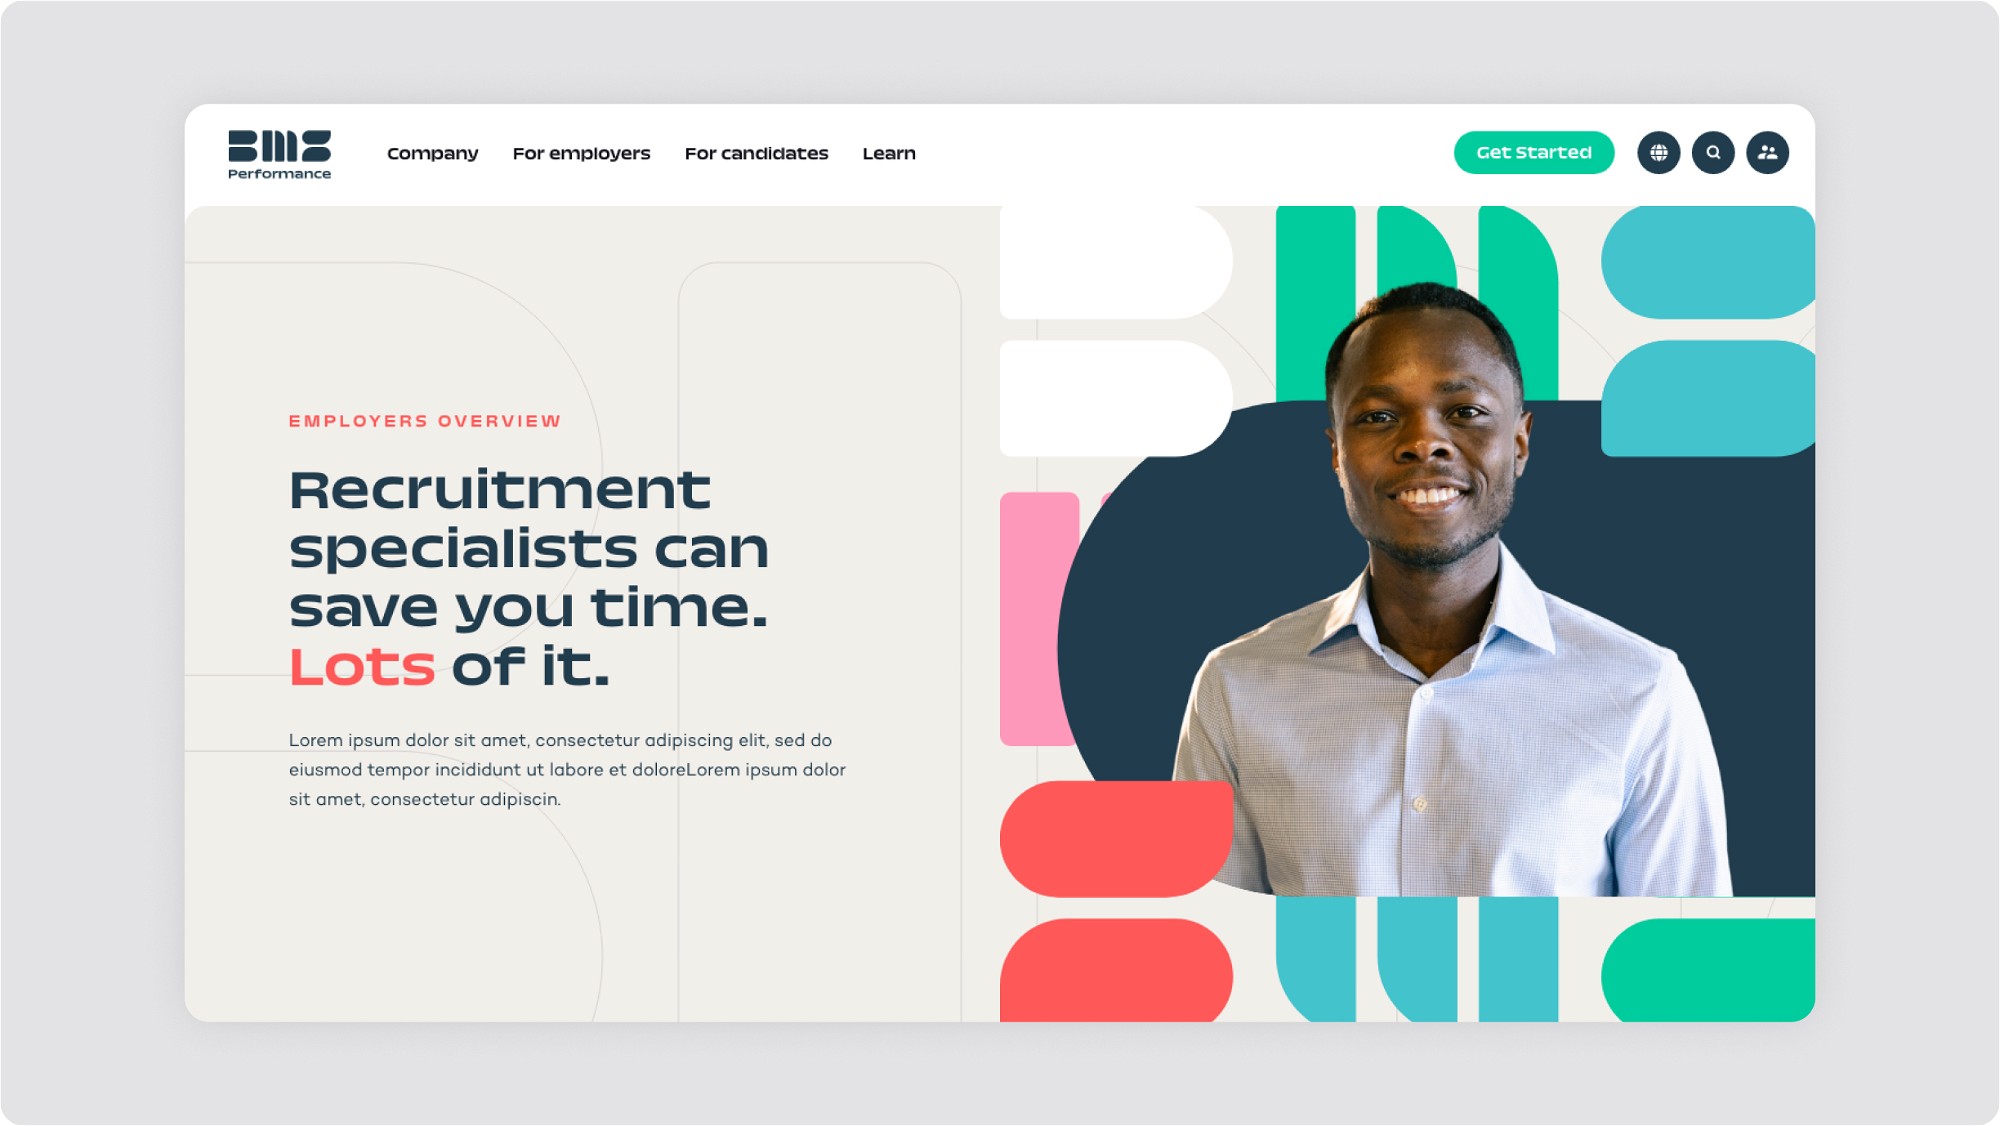 BMS
Performance
Company
For employers
For candidates
Learn
Get Started
EMPLOYERS OVERVIEW
Recruitment
specialists can
save you time.
Lots of it.
Lorem ipsum dolor sit amet, consectetur adipiscing elit, sed do
eiusmod tempor incididunt ut labore et doloreLorem ipsum dolor
sit amet, consectetur adipiscin.